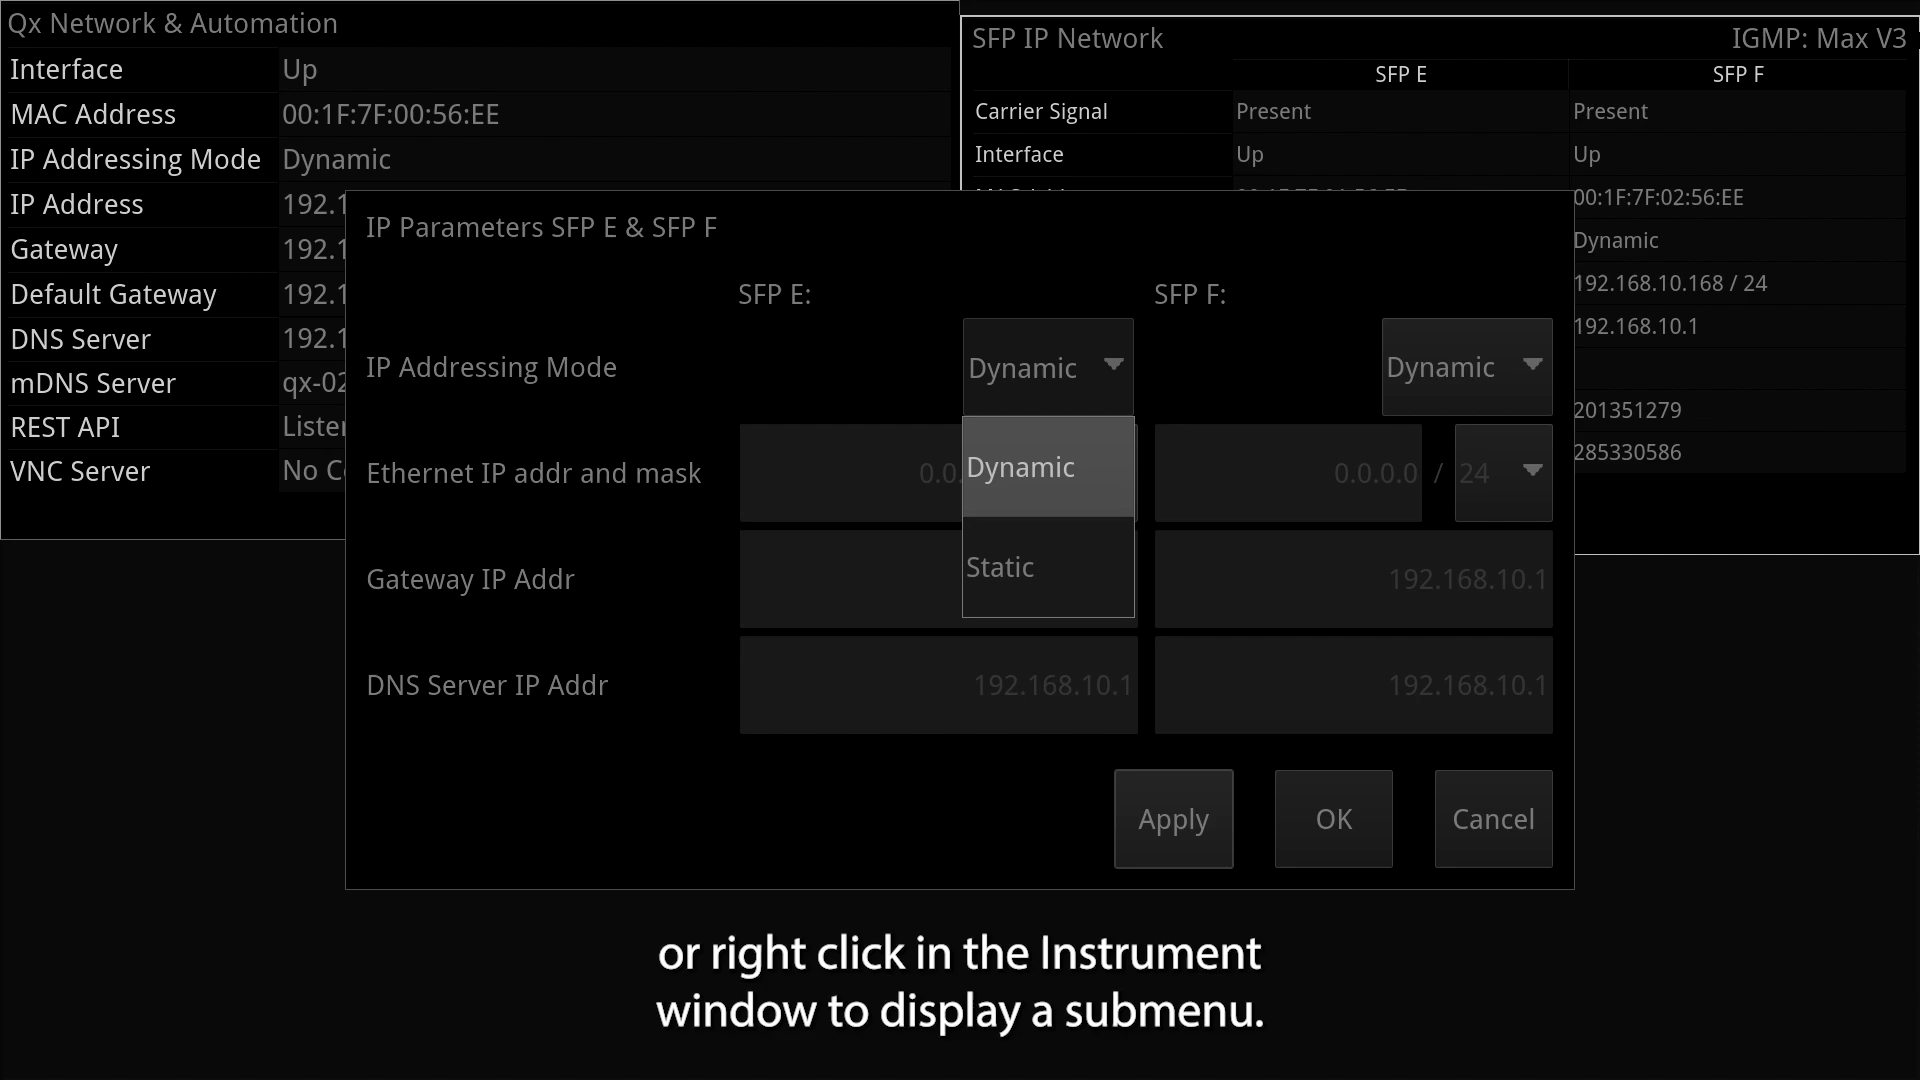 Qx Network & Automation
Interface Up
MAC Address 00:1F:7F:00:56:EE
IP Addressing Mode Dynamic
IP Address 192.1
Gateway 192.1
Default Gateway 192.1
DNS Server 192.1
mDNS Server qx-02
REST API Listen
VNC Server No Co
SFP IP Network IGMP: Max V3
SFP E SFP F
Carrier Signal Present Present
Interface Up Up
00:1F:7F:02:56:EE
Dynamic
192.168.10.168 / 24
192.168.10.1
201351279
285330586
IP Parameters SFP E & SFP F
SFP E: SFP F:
IP Addressing Mode Dynamic Dynamic
Dynamic
Static
Ethernet IP addr and mask 0.0. 0.0.0.0 / 24
Gateway IP Addr 192.168.10.1
DNS Server IP Addr 192.168.10.1 192.168.10.1
Apply OK Cancel
or right click in the Instrument
window to display a submenu.